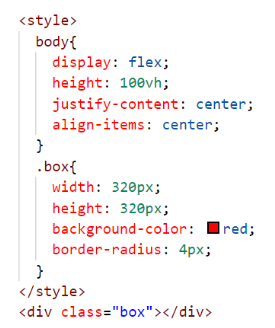 <style>
body{
display: flex;
height: 100vh;
justify-content: center;
align-items: center;
}
.box{
width: 320px;
height: 320px;
background-color: red;
border-radius: 4px;
}
</style>
<div class="box"></div>